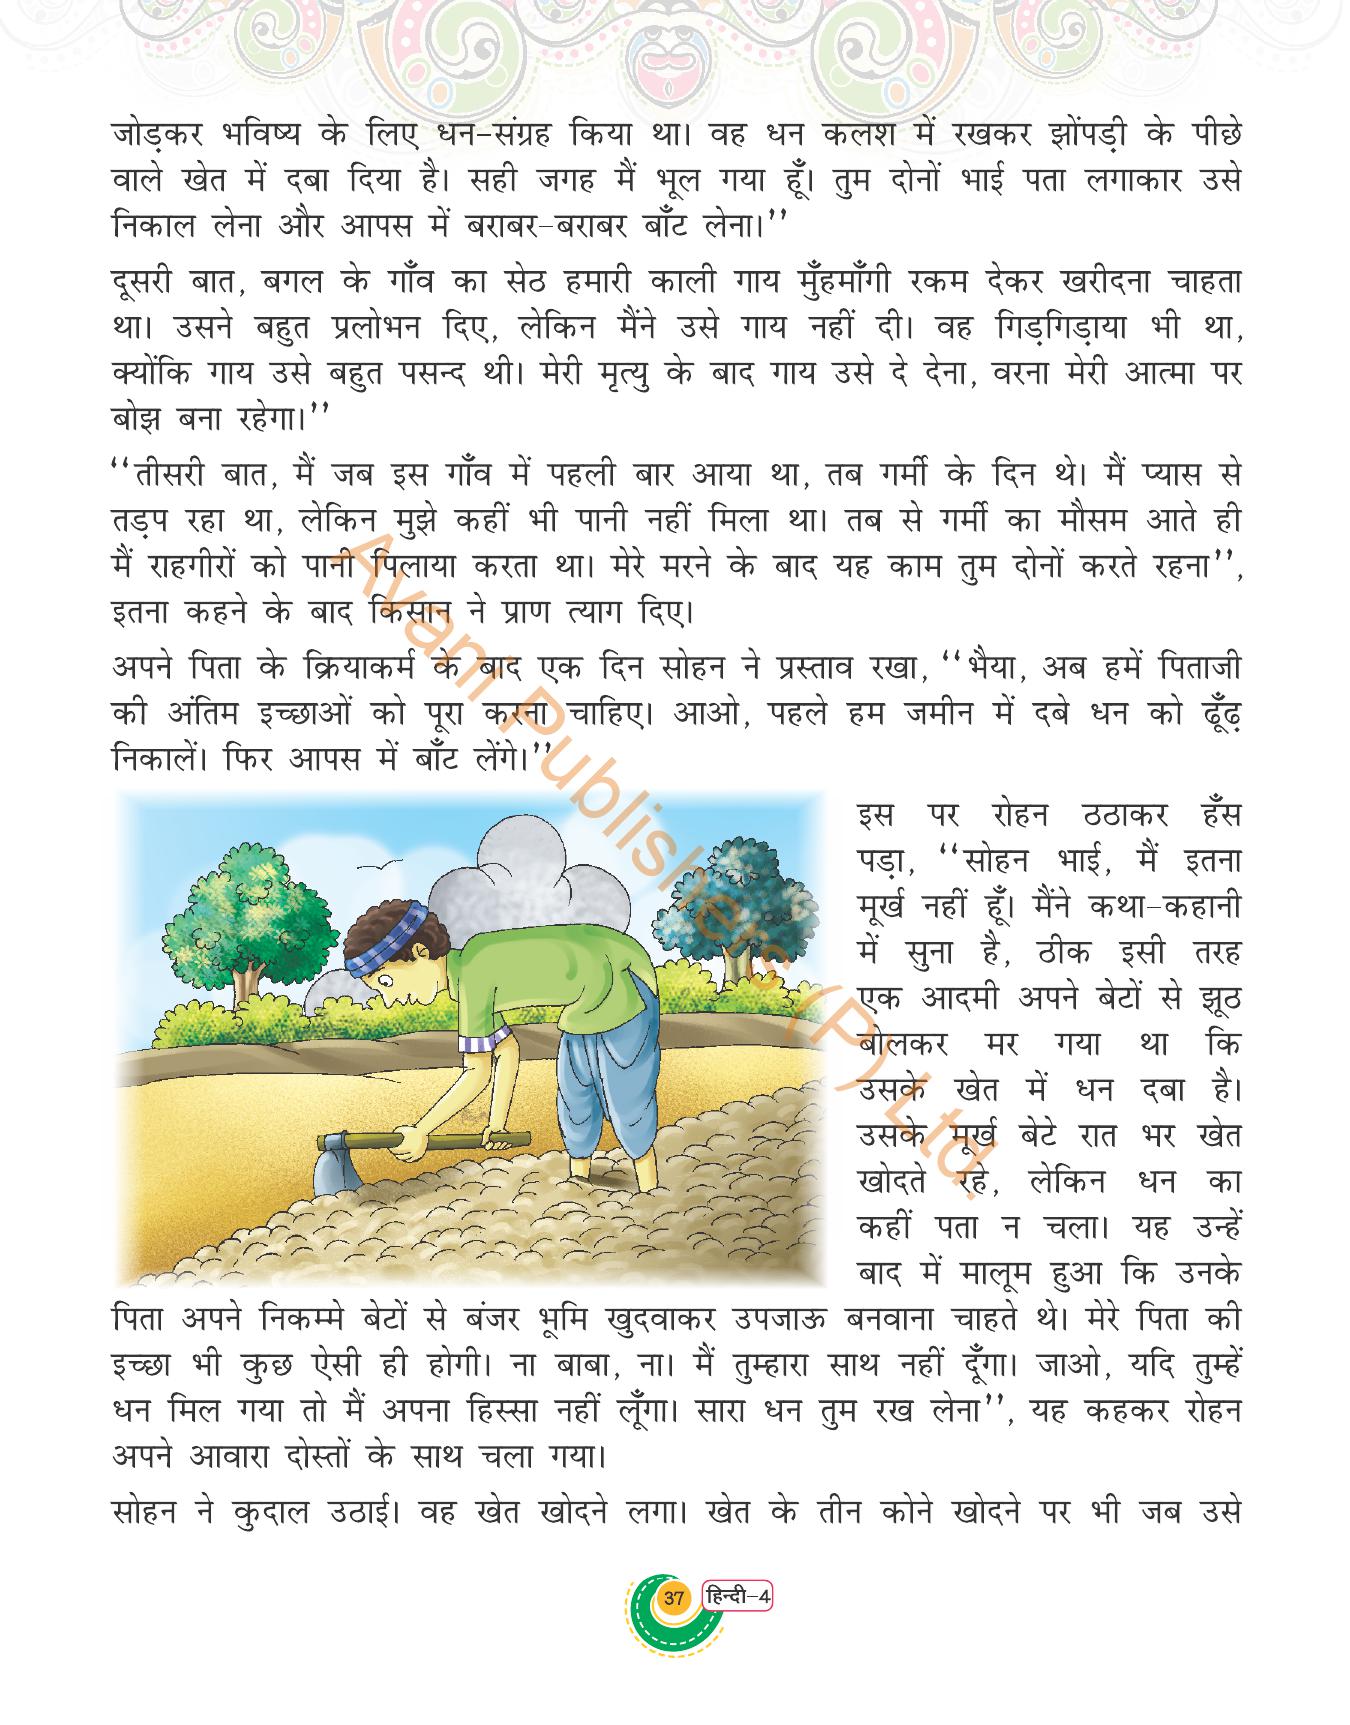 जोड़कर भविष्य के लिए धन-संग्रह किया था। वह धन कलश में रखकर झोंपड़ी के पीछे
वाले खेत में दबा दिया है। सही जगह मैं भूल गया हूँ। तुम दोनों भाई पता लगाकार उसे
निकाल लेना और आपस में बराबर-बराबर बाँट लेना।’’
दूसरी बात, बगल के गाँव का सेठ हमारी काली गाय मुँहमाँगी रकम देकर खरीदना चाहता
था। उसने बहुत प्रलोभन दिए, लेकिन मैंने उसे गाय नहीं दी। वह गिड़गिड़ाया भी था,
क्योंकि गाय उसे बहुत पसन्द थी। मेरी मृत्यु के बाद गाय उसे दे देना, वरना मेरी आत्मा पर
बोझ बना रहेगा।’’
‘‘तीसरी बात, मैं जब इस गाँव में पहली बार आया था, तब गर्मी के दिन थे। मैं प्यास से
तड़प रहा था, लेकिन मुझे कहीं भी पानी नहीं मिला था। तब से गर्मी का मौसम आते ही
मैं राहगीरों को पानी पिलाया करता था। मेरे मरने के बाद यह काम तुम दोनों करते रहना’’,
इतना कहने के बाद किसान ने प्राण त्याग दिए।
अपने पिता के क्रियाकर्म के बाद एक दिन सोहन ने प्रस्ताव रखा, ‘‘भैया, अब हमें पिताजी
की अंतिम इच्छाओं को पूरा करना चाहिए। आओ, पहले हम जमीन में दबे धन को ढूँढ़
निकालें। फिर आपस में बाँट लेंगे।’’
इस पर रोहन ठठाकर हँस
पड़ा, ‘‘सोहन भाई, मैं इतना
मूर्ख नहीं हूँ। मैंने कथा-कहानी
में सुना है, ठीक इसी तरह
एक आदमी अपने बेटों से झूठ
बोलकर मर गया था कि
उसके खेत में धन दबा है।
उसके मूर्ख बेटे रात भर खेत
खोदते रहे, लेकिन धन का
कहीं पता न चला। यह उन्हें
बाद में मालूम हुआ कि उनके
पिता अपने निकम्मे बेटों से बंजर भूमि खुदवाकर उपजाऊ बनवाना चाहते थे। मेरे पिता की
इच्छा भी कुछ ऐसी ही होगी। ना बाबा, ना। मैं तुम्हारा साथ नहीं दूँगा। जाओ, यदि तुम्हें
धन मिल गया तो मैं अपना हिस्सा नहीं लूँगा। सारा धन तुम रख लेना’’, यह कहकर रोहन
अपने आवारा दोस्तों के साथ चला गया।
सोहन ने कुदाल उठाई। वह खेत खोदने लगा। खेत के तीन कोने खोदने पर भी जब उसे
37 हिन्दी-4
Avani Publishers (P) Ltd.